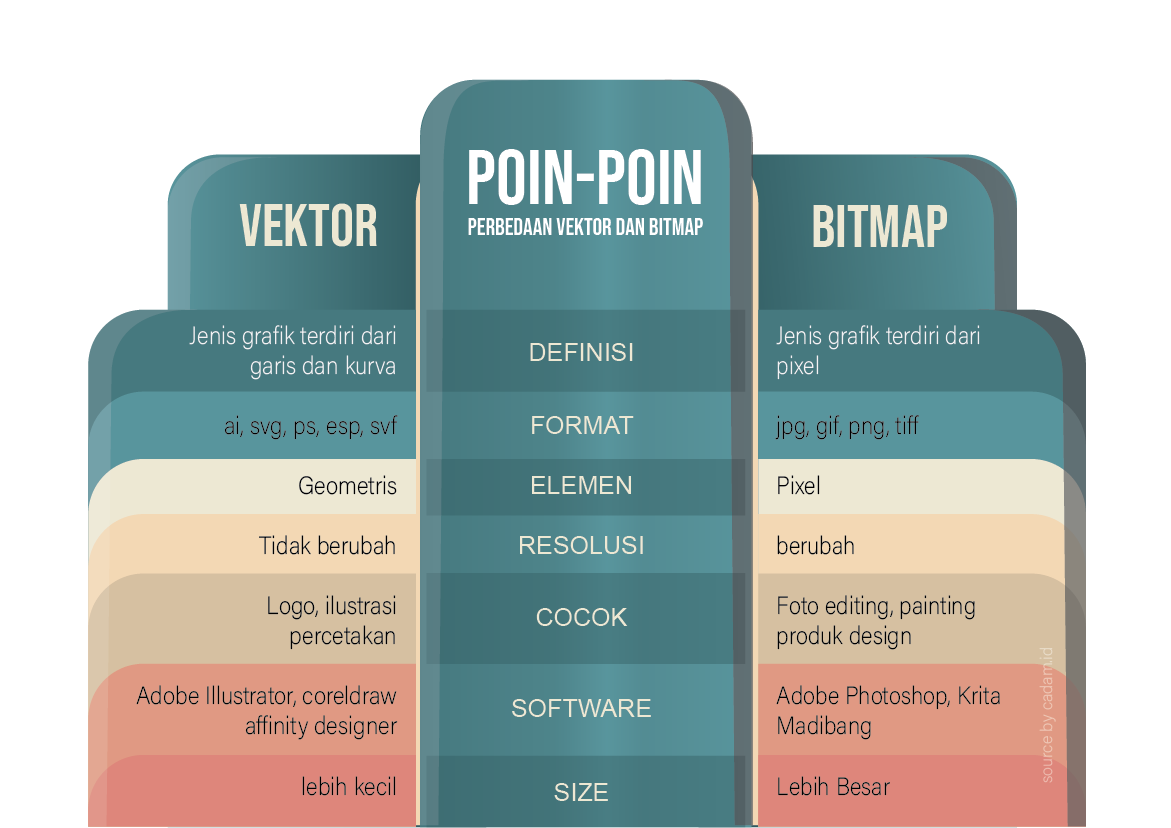 POIN-POIN
PERBEDAAN VEKTOR DAN BITMAP
VEKTOR
BITMAP
Jenis grafik terdiri dari
garis dan kurva
DEFINISI
Jenis grafik terdiri dari
pixel
ai, svg, ps, esp, svf
FORMAT
jpg, gif, png, tiff
Geometris
ELEMEN
Pixel
Tidak berubah
RESOLUSI
berubah
Logo, ilustrasi
percetakan
COCOK
Foto editing, painting
produk design
Adobe Illustrator, coreldraw
affinity designer
SOFTWARE
Adobe Photoshop, Krita
Madibang
lebih kecil
SIZE
Lebih Besar
source by cadam.id